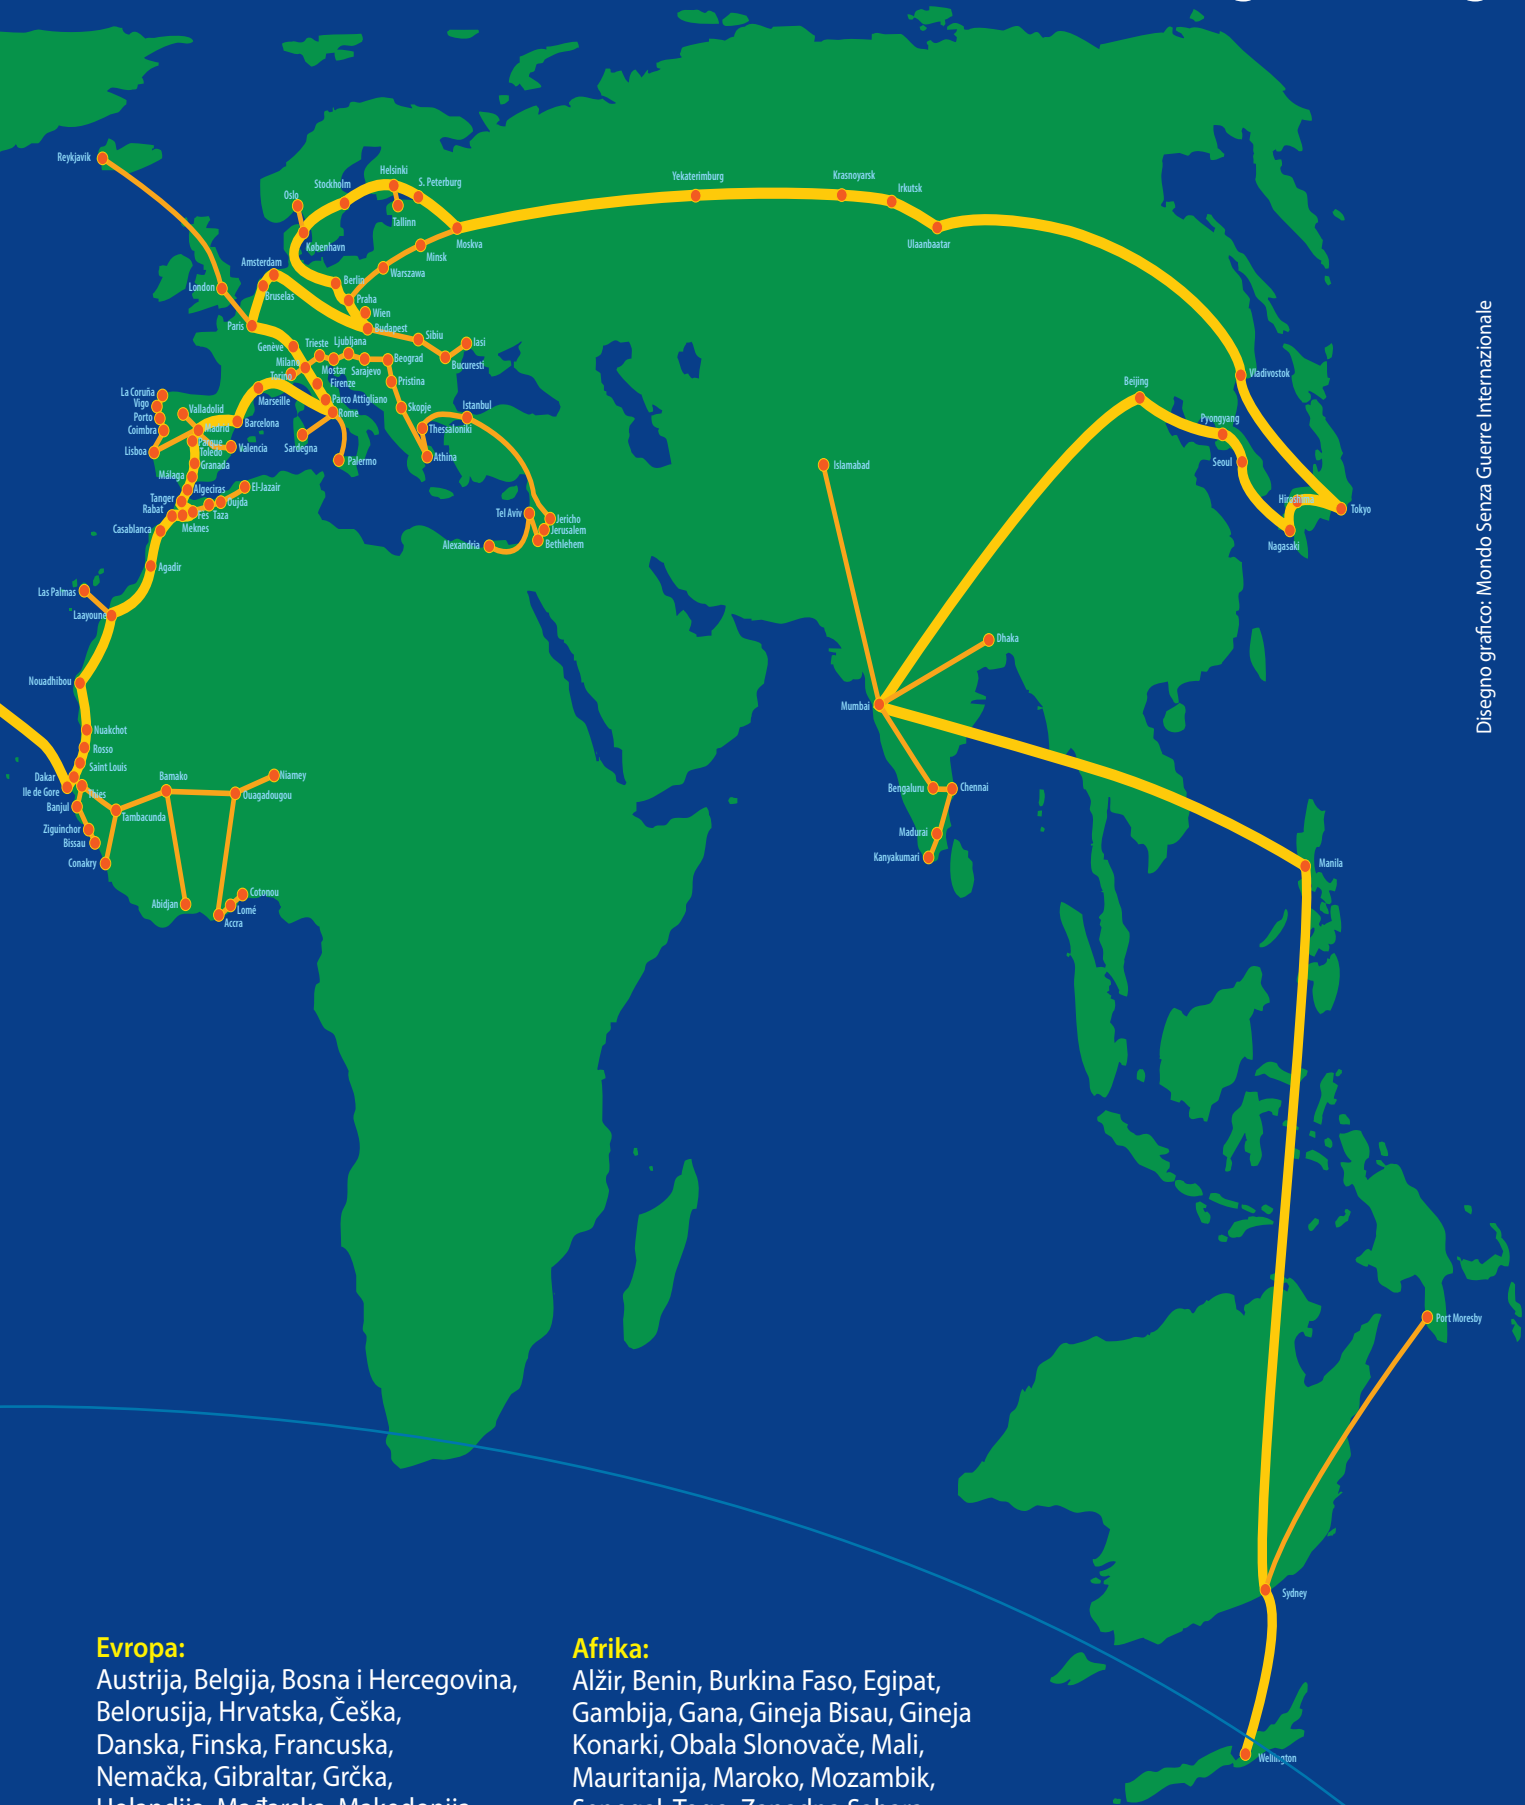 Reykjavik
Helsinki
Stockholm
S. Peterburg
Oslo
Tallinn
København
Moskva
Minsk
Yekaterimburg
Krasnoyarsk
Irkutsk
Ulaanbaatar
Amsterdam
Warszawa
London
Bruselas
Berlin
Praha
Wien
Paris
Budapest
Sibiu
Iasi
Bucuresti
Genève
Trieste
Ljubljana
Milano
Mostar
Sarajevo
Beograd
Torino
Firenze
Pristina
La Coruña
Vigo
Porto
Coimbra
Lisboa
Valladolid
Marseille
Parco Attigliano
Rome
Skopje
Istanbul
Madrid
Barcelona
Thessaloniki
Parque
Toledo
Valencia
Sardegna
Palermo
Athina
Granada
Málaga
Algeciras
El-Jazair
Tanger
Rabat
Oujda
Fes
Taza
Meknes
Casablanca
Tel Aviv
Jericho
Jerusalem
Bethlehem
Alexandria
Agadir
Las Palmas
Laayoune
Nouadhibou
Nuakchot
Rosso
Saint Louis
Dakar
Ile de Gore
Thies
Banjul
Tambacunda
Ziguinchor
Bissau
Conakry
Bamako
Niamey
Ouagadougou
Abidjan
Cotonou
Lomé
Accra
Islamabad
Beijing
Vladivostok
Pyongyang
Seoul
Hiroshima
Tokyo
Nagasaki
Dhaka
Mumbai
Bengaluru
Chennai
Madurai
Kanyakumari
Manila
Port Moresby
Sydney
Wellington
Disegno grafico: Mondo Senza Guerre Internazionale
Evropa:
Austrija, Belgija, Bosna i Hercegovina,
Belorusija, Hrvatska, Češka,
Danska, Finska, Francuska,
Nemačka, Gibraltar, Grčka,
Holandija, Mađarska, Makedonija
Afrika:
Alžir, Benin, Burkina Faso, Egipat,
Gambija, Gana, Gineja Bisau, Gineja
Konarki, Obala Slonovače, Mali,
Mauritanija, Maroko, Mozambik,